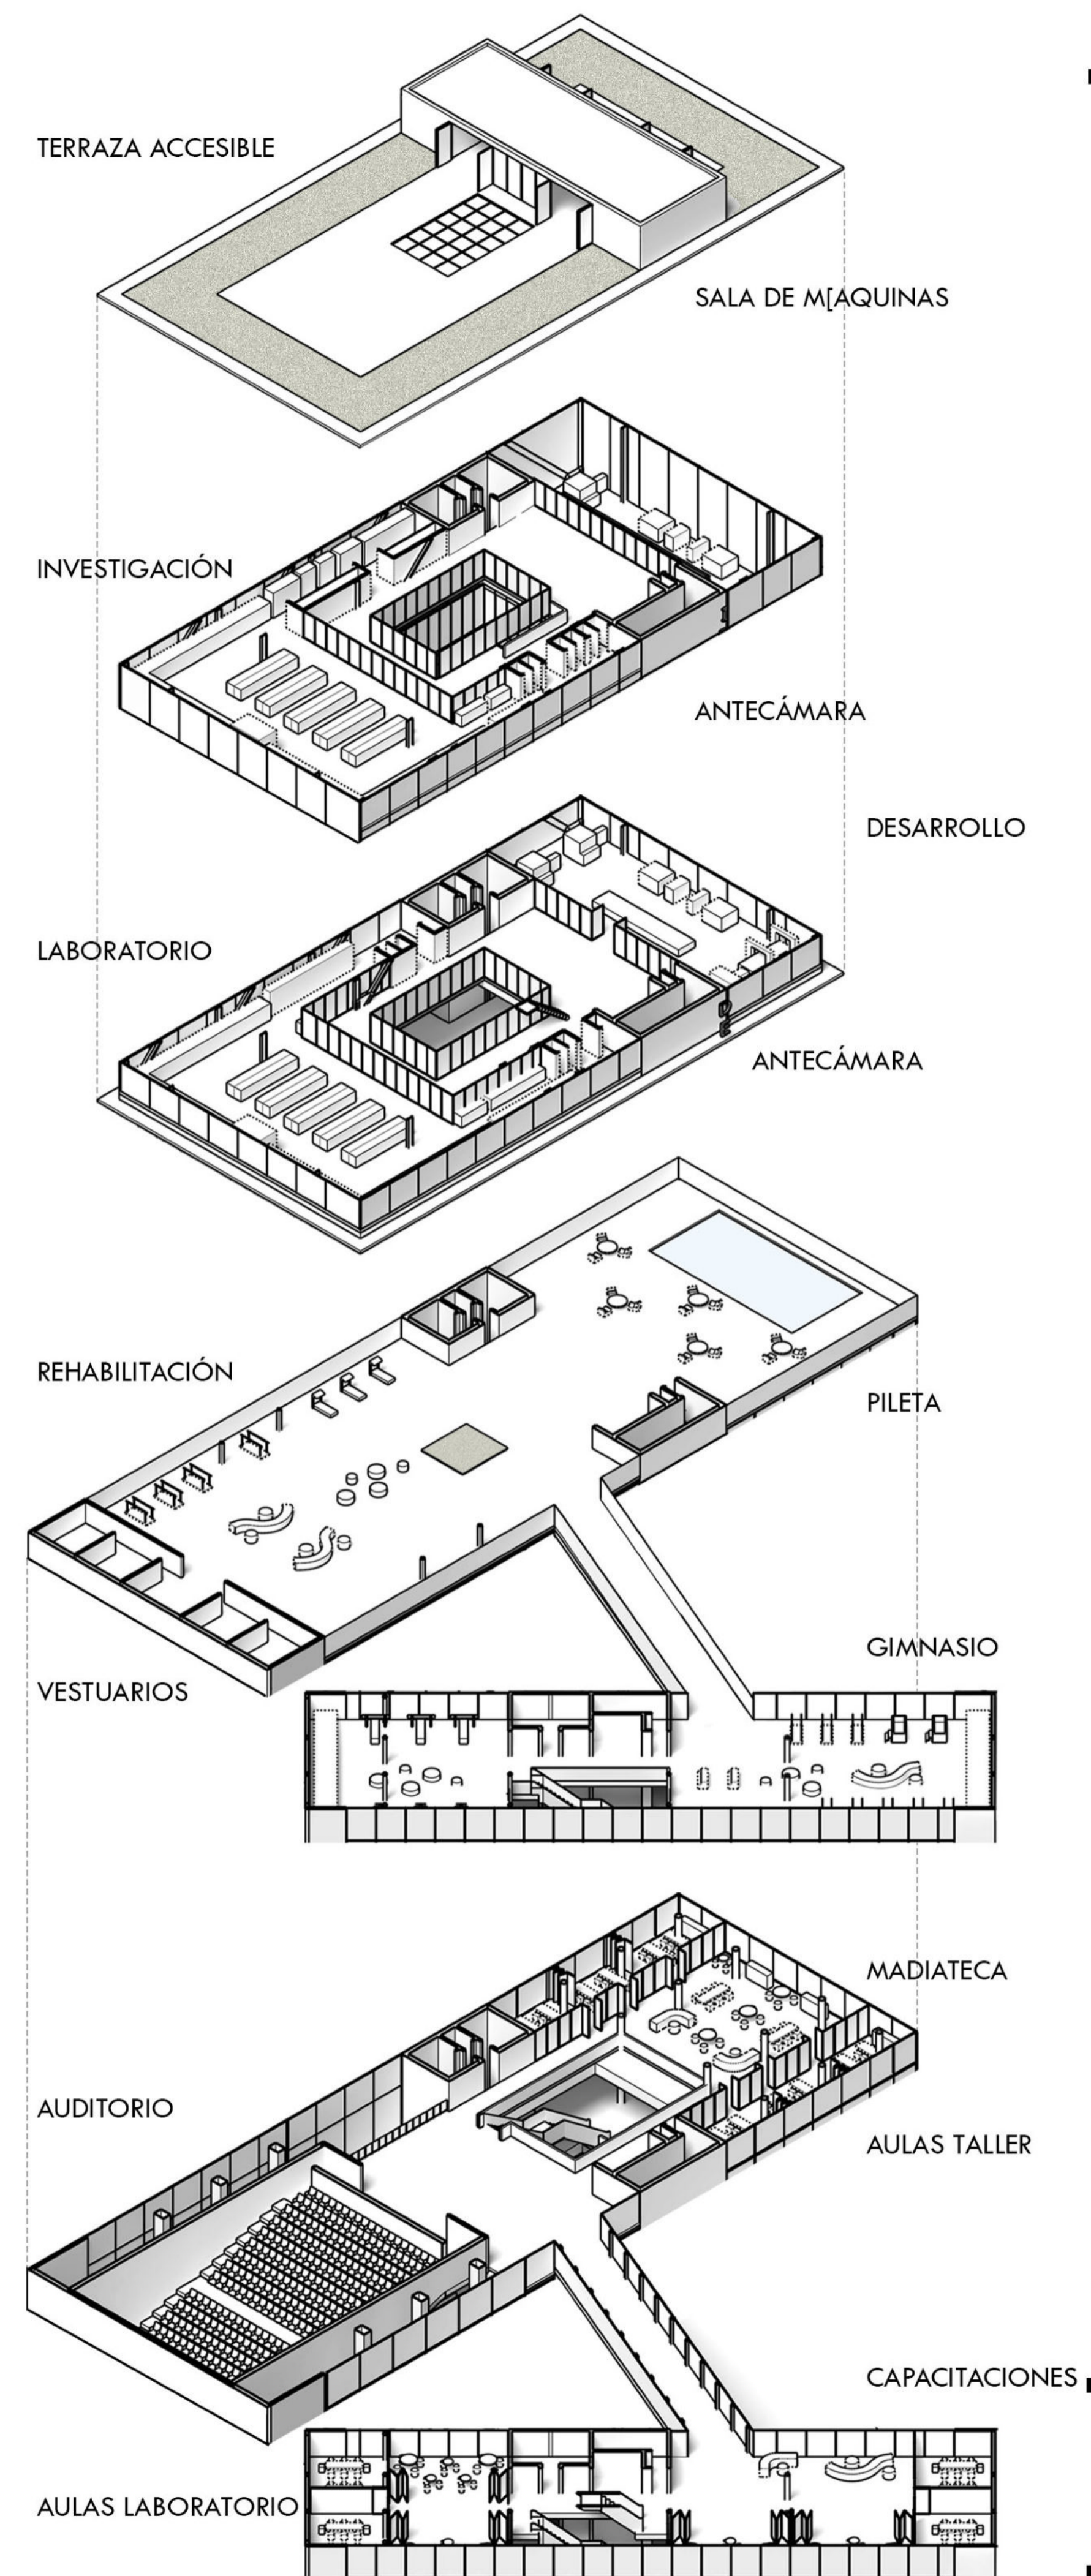 TERRAZA ACCESIBLE
SALA DE M[AQUINAS
INVESTIGACIÓN
ANTECÁMARA
DESARROLLO
LABORATORIO
ANTECÁMARA
REHABILITACIÓN
PILETA
GIMNASIO
VESTUARIOS
MADIATECA
AUDITORIO
AULAS TALLER
CAPACITACIONES
AULAS LABORATORIO